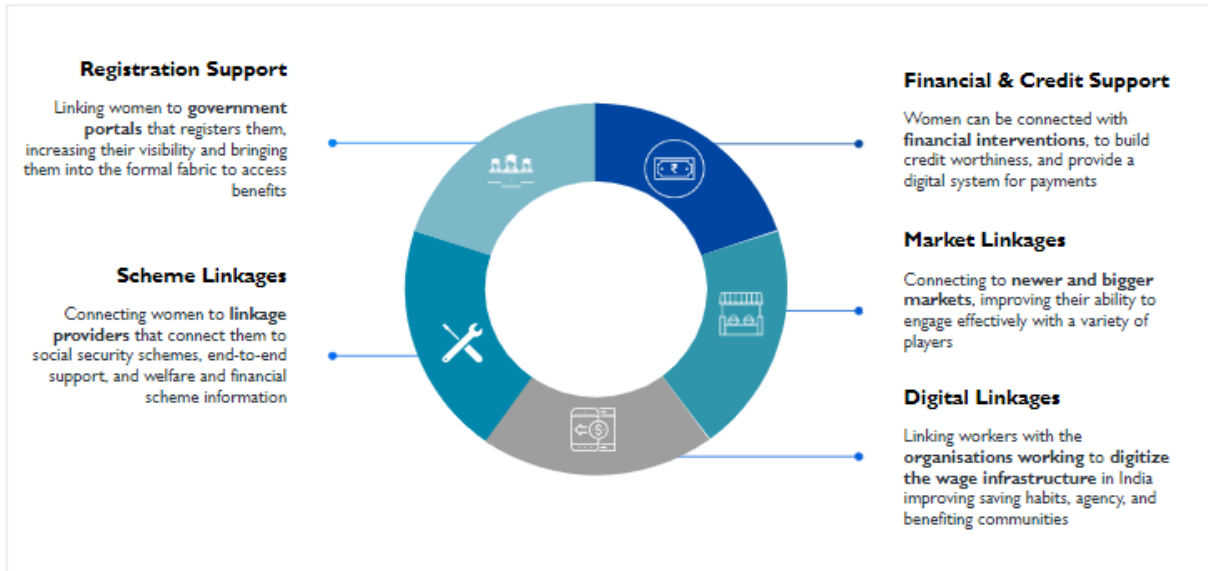 Registration Support
Linking women to government
portals that registers them,
increasing their visibility and bringing
them into the formal fabric to access
benefits
Scheme Linkages
Connecting women to linkage
providers that connect them to
social security schemes, end-to-end
support, and welfare and financial
scheme information
₹
$
Financial & Credit Support
Women can be connected with
financial interventions, to build
credit worthiness, and provide a
digital system for payments
Market Linkages
Connecting to newer and bigger
markets, improving their ability to
engage effectively with a variety of
players
Digital Linkages
Linking workers with the
organisations working to digitize
the wage infrastructure in India
improving saving habits, agency, and
benefiting communities